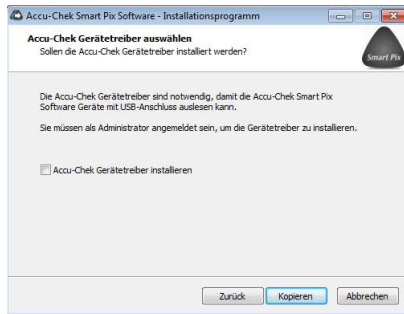 Accu-Chek Smart Pix Software - Installationsprogramm
Accu-Chek Gerätetreiber auswählen
Sollen die Accu-Chek Gerätetreiber installiert werden?
Smart Pix
Die Accu-Chek Gerätetreiber sind notwendig, damit die Accu-Chek Smart Pix
Software Geräte mit USB-Anschluss auslesen kann.
Sie müssen als Administrator angemeldet sein, um die Gerätetreiber zu installieren.
Accu-Chek Gerätetreiber installieren
Zurück Kopieren Abbrechen